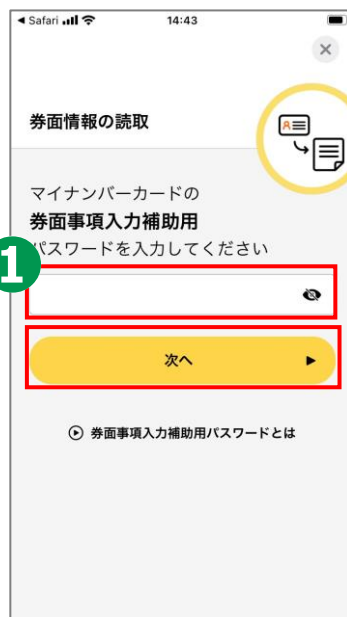 Safari 14:43
券面情報の読取
マイナンバーカードの
券面事項入力補助用
パスワードを入力してください
1
次へ
券面事項入力補助用パスワードとは